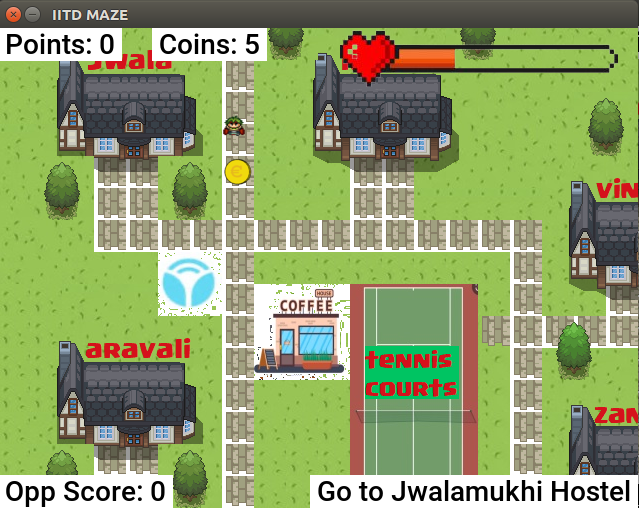 IITD MAZE
Points: 0
Coins: 5
Jwala
Vin
HOUSE
COFFEE
Tennis
Courts
Aravali
Zan
Opp Score: 0
Go to Jwalamukhi Hostel